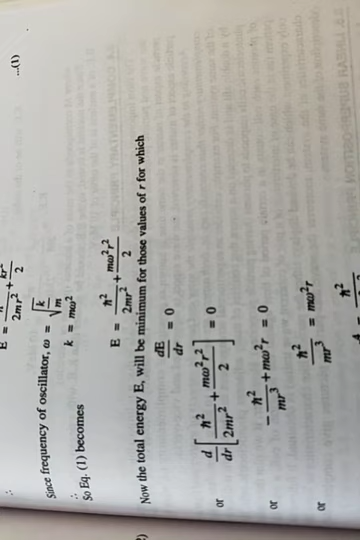 ∴ E = ħ²/2mr² + kr²/2 ...(1)
Since frequency of oscillator, ω = √(k/m)
∴ k = mω²
So Eq. (1) becomes
E = ħ²/2mr² + mω²r²/2
Now the total energy E, will be minimum for those values of r for which
dE/dr = 0
or d/dr [ħ²/2mr² + mω²r²/2] = 0
or −ħ²/mr³ + mω²r = 0
or ħ²/mr³ = mω²r
ħ²